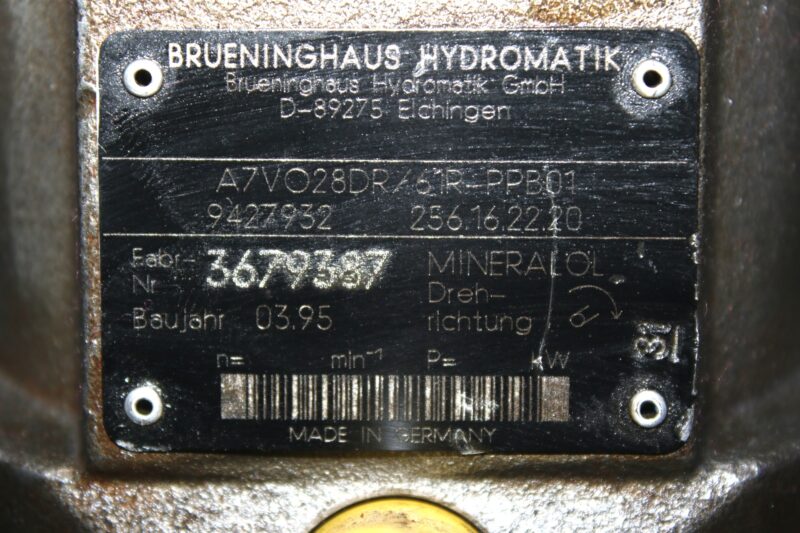 BRUENINGHAUS HYDROMATIK
Brueninghaus Hydromatik GmbH
D-89275 Elchingen
A7VO28DR/61R-PPB01
9427932 256.16.22.20
Fabr-Nr. 3679387 MINERALÖL
Baujahr 03.95 Dreh-richtung R
31
n= min⁻¹ P= KW
MADE IN GERMANY